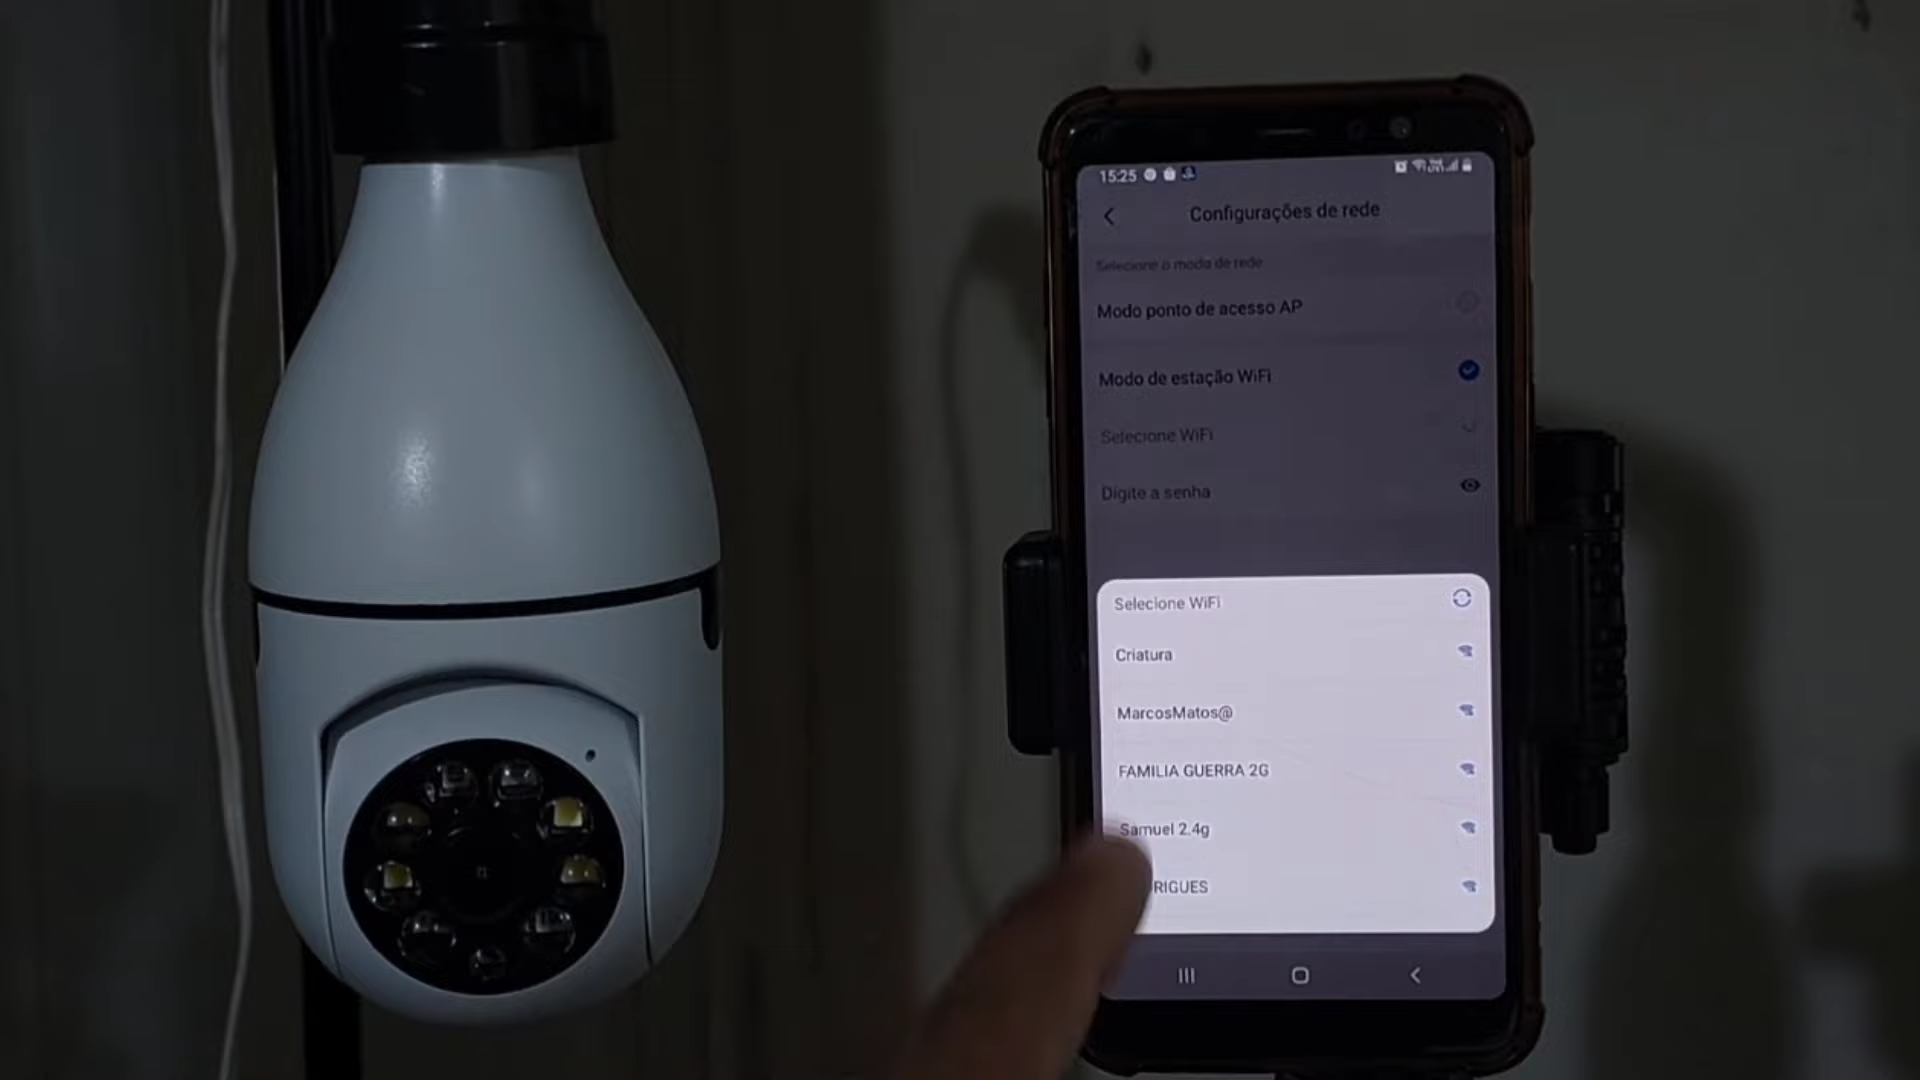 15:25
Configurações de rede
Selecione o modo de rede
Modo ponto de acesso AP
Modo de estação WiFi
Selecione WiFi
Digite a senha
Selecione WiFi
Criatura
MarcosMatos@
FAMILIA GUERRA 2G
Samuel 2.4g
RIGUES